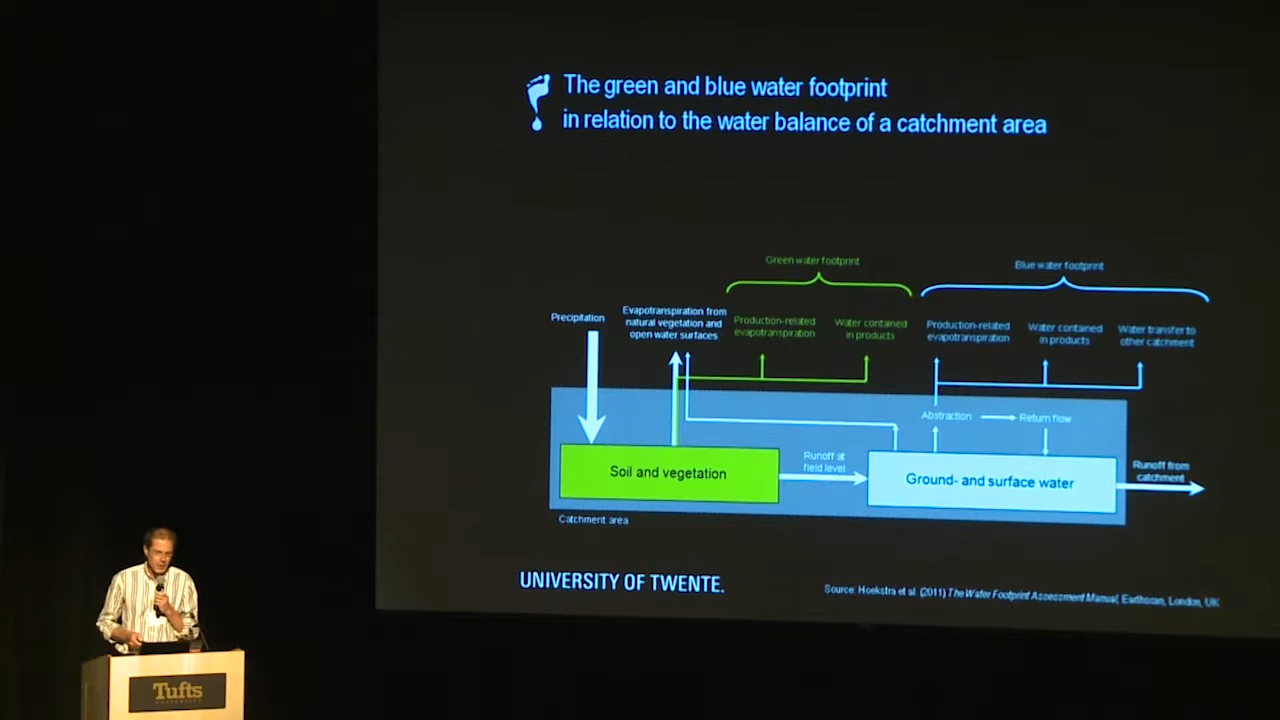 The green and blue water footprint
in relation to the water balance of a catchment area
Green water footprint
Blue water footprint
Precipitation
Evapotranspiration from
natural vegetation and
open water surfaces
Production-related
evapotranspiration
Water contained
in products
Production-related
evapotranspiration
Water contained
in products
Water transfer to
other catchment
Abstraction
Return flow
Soil and vegetation
Runoff at
field level
Ground- and surface water
Runoff from
catchment
Catchment area
UNIVERSITY OF TWENTE.
Source: Hoekstra et al. (2011) The Water Footprint Assessment Manual, Earthscan, London, UK
Tufts